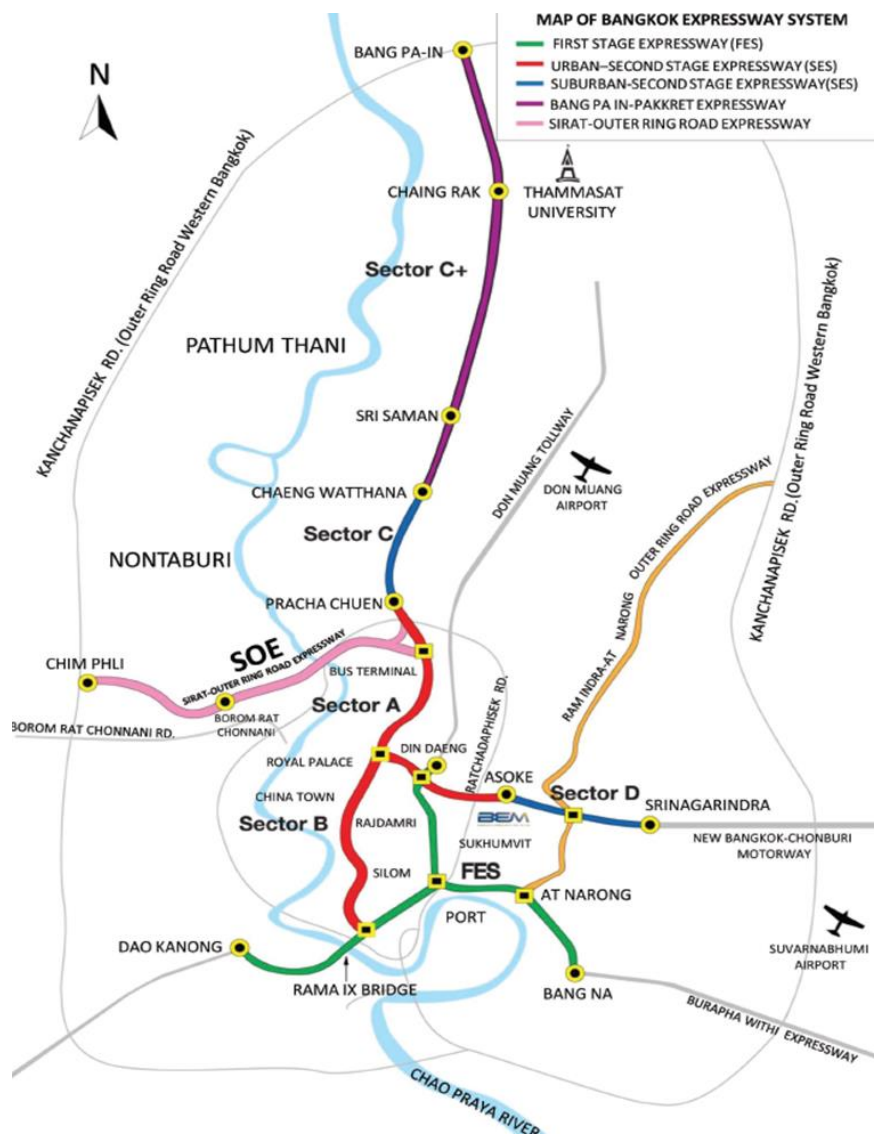 MAP OF BANGKOK EXPRESSWAY SYSTEM
FIRST STAGE EXPRESSWAY (FES)
URBAN-SECOND STAGE EXPRESSWAY (SES)
SUBURBAN-SECOND STAGE EXPRESSWAY(SES)
BANG PA IN-PAKKRET EXPRESSWAY
SIRAT-OUTER RING ROAD EXPRESSWAY
N
BANG PA-IN
CHAING RAK
THAMMASAT
UNIVERSITY
KANCHANAPISEK RD. (Outer Ring Road Western Bangkok)
Sector C+
PATHUM THANI
KANCHANAPISEK RD. (Outer Ring Road Western Bangkok)
SRI SAMAN
DON MUANG TOLLWAY
DON MUANG
AIRPORT
CHAENG WATTHANA
Sector C
NONTABURI
RAM INDRA-AT NARONG OUTER RING ROAD EXPRESSWAY
PRACHA CHUEN
SOE
SIRAT-OUTER RING ROAD EXPRESSWAY
CHIM PHLI
BUS TERMINAL
BOROM RAT
CHONNANI
BOROM RAT CHONNANI RD.
Sector A
RATCHADAPHISEK RD.
ROYAL PALACE
DIN DAENG
ASOKE
Sector D
CHINA TOWN
SRINAGARINDRA
Sector B
RAJDAMRI
BEM
SUKHUMVIT
NEW BANGKOK-CHONBURI
MOTORWAY
SILOM
FES
AT NARONG
PORT
DAO KANONG
SUVARNABHUMI
AIRPORT
RAMA IX BRIDGE
BANG NA
BURAPHA WITHI EXPRESSWAY
CHAO PRAYA RIVER